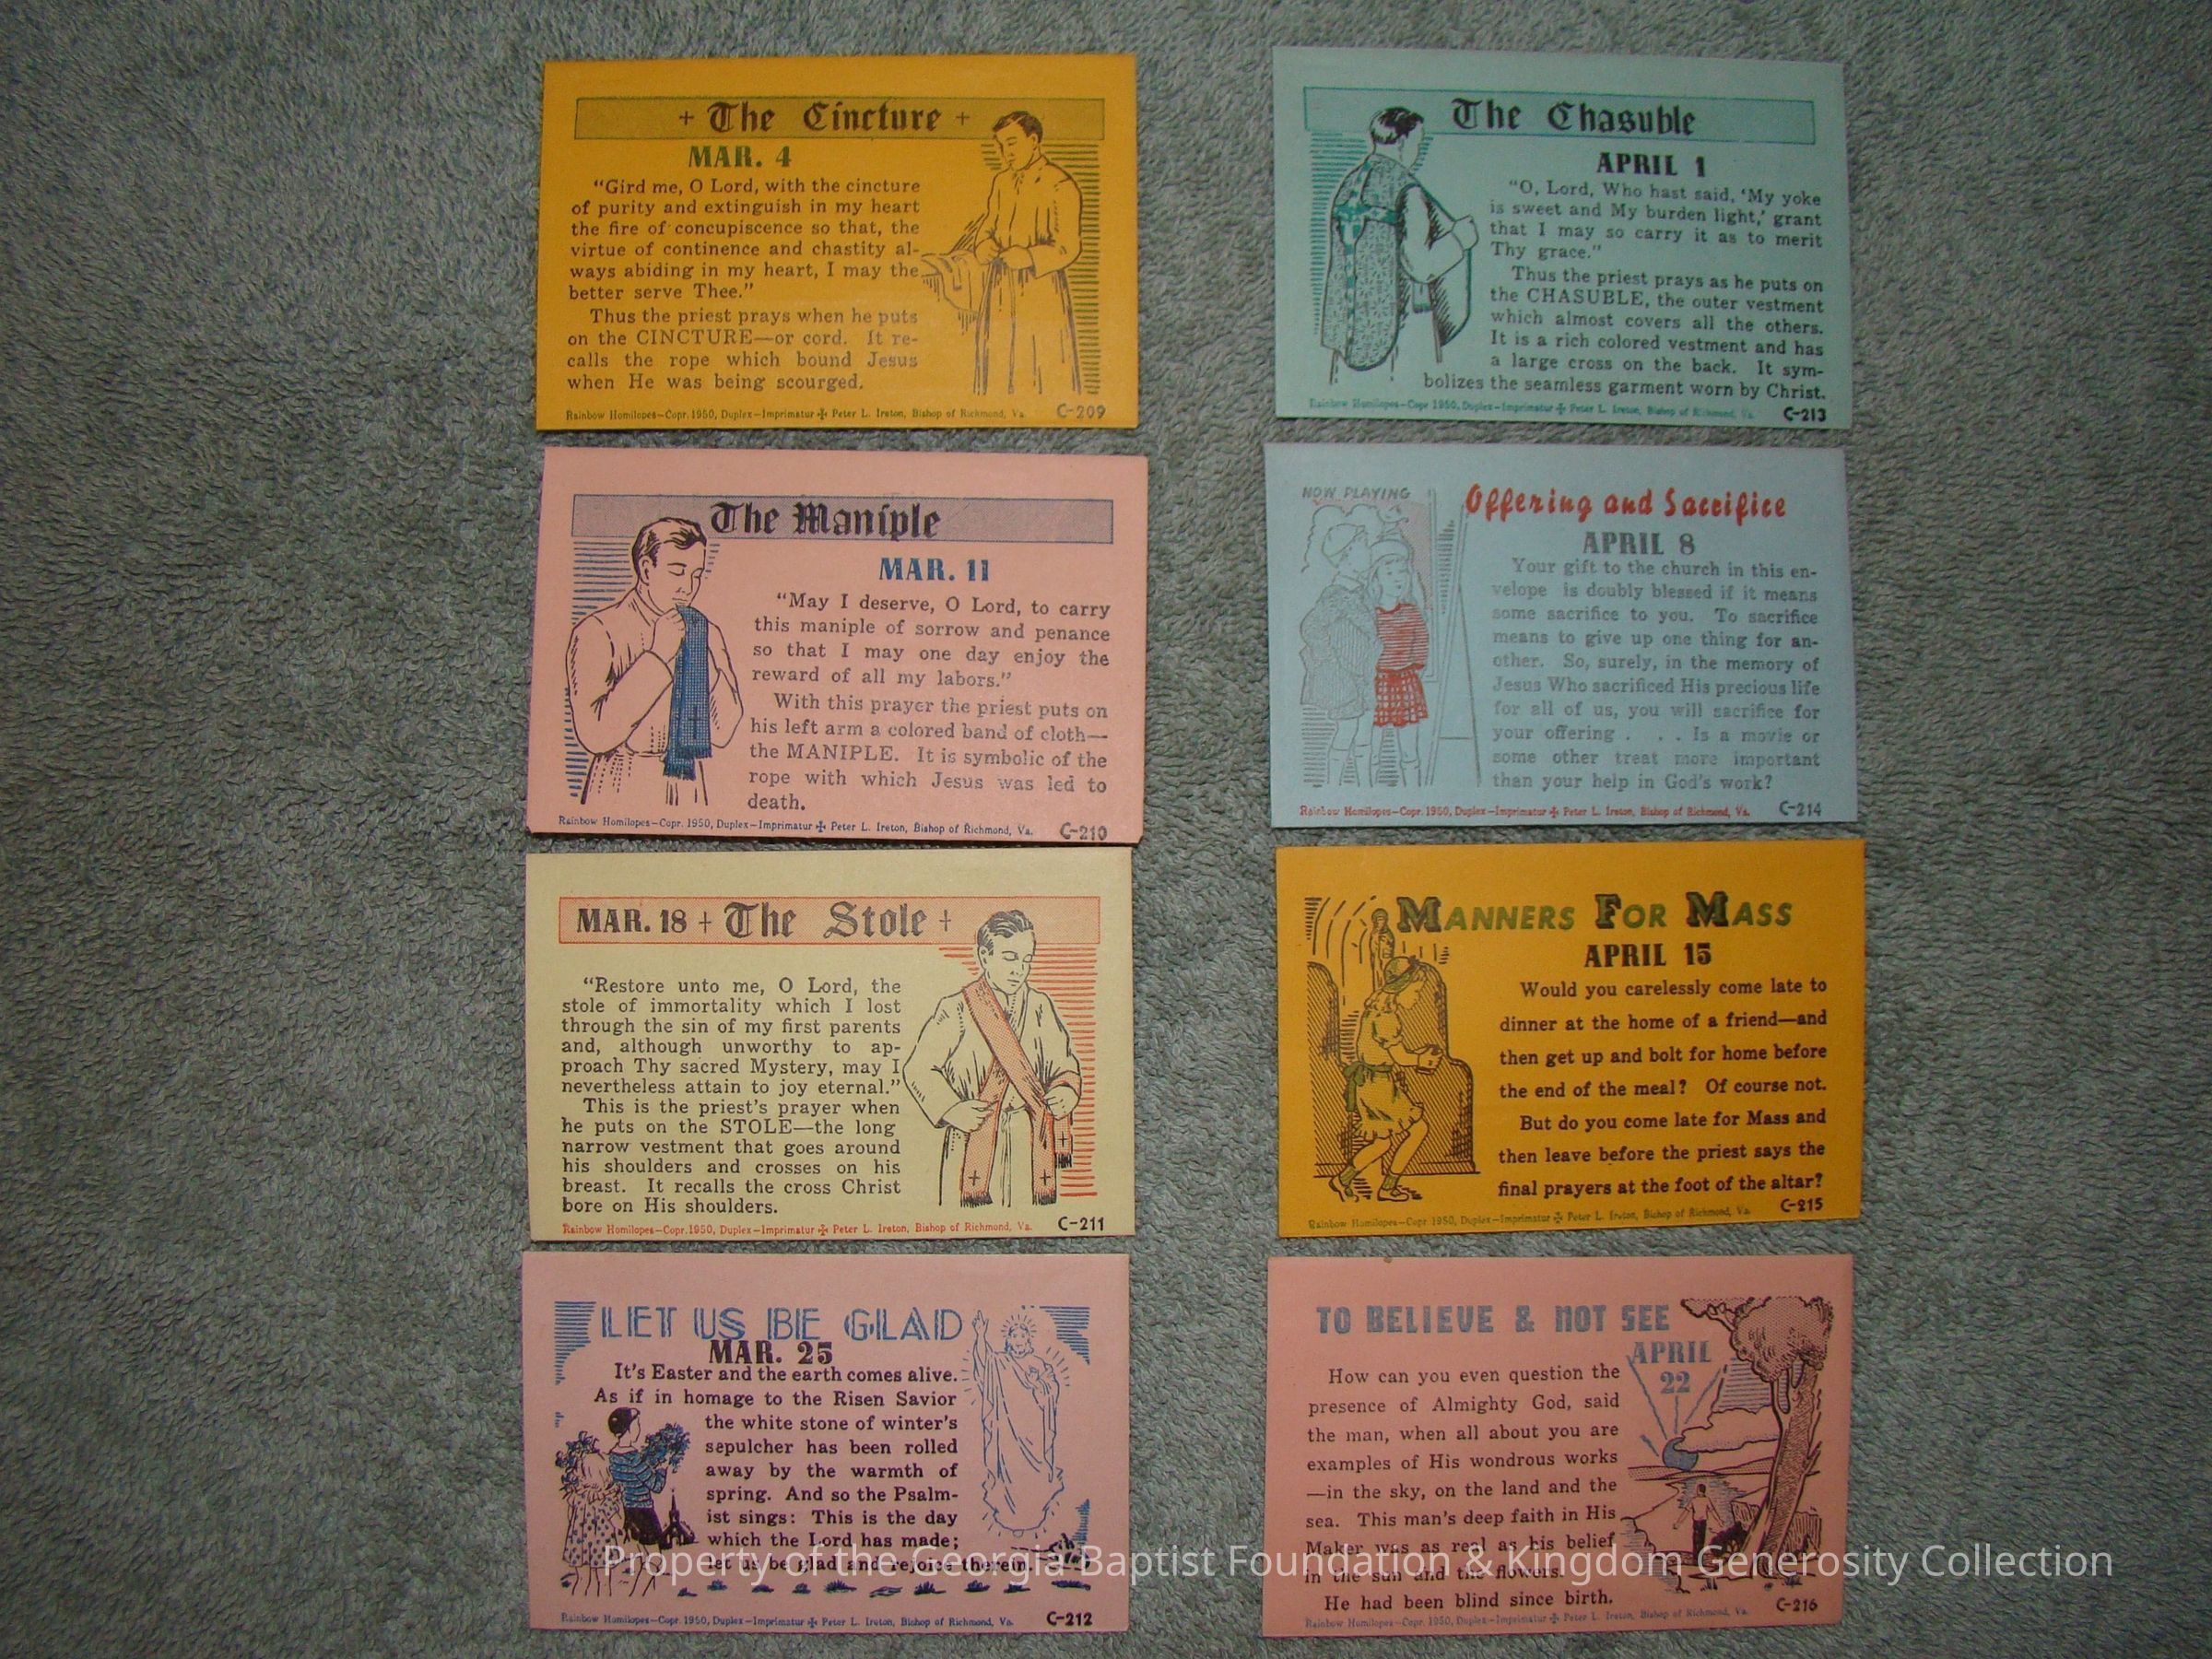 + The Cincture +
MAR. 4
"Gird me, O Lord, with the cincture
of purity and extinguish in my heart
the fire of concupiscence so that, the
virtue of continence and chastity al-
ways abiding in my heart, I may the
better serve Thee."
Thus the priest prays when he puts
on the CINCTURE—or cord. It re-
calls the rope which bound Jesus
when He was being scourged.
Rainbow Homilopes—Copr. 1950, Duplex—Imprimatur ✠ Peter L. Ireton, Bishop of Richmond, Va. C-209
The Maniple
MAR. 11
"May I deserve, O Lord, to carry
this maniple of sorrow and penance
so that I may one day enjoy the
reward of all my labors."
With this prayer the priest puts on
his left arm a colored band of cloth—
the MANIPLE. It is symbolic of the
rope with which Jesus was led to
death.
Rainbow Homilopes—Copr. 1950, Duplex—Imprimatur ✠ Peter L. Ireton, Bishop of Richmond, Va. C-210
MAR. 18 + The Stole +
"Restore unto me, O Lord, the
stole of immortality which I lost
through the sin of my first parents
and, although unworthy to ap-
proach Thy sacred Mystery, may I
nevertheless attain to joy eternal."
This is the priest's prayer when
he puts on the STOLE—the long
narrow vestment that goes around
his shoulders and crosses on his
breast. It recalls the cross Christ
bore on His shoulders.
Rainbow Homilopes—Copr. 1950, Duplex—Imprimatur ✠ Peter L. Ireton, Bishop of Richmond, Va. C-211
LET US BE GLAD
MAR. 25
It's Easter and the earth comes alive.
As if in homage to the Risen Savior
the white stone of winter's
sepulcher has been rolled
away by the warmth of
spring. And so the Psalm-
ist sings: This is the day
which the Lord has made;
let us be glad and rejoice therein.
Rainbow Homilopes—Copr. 1950, Duplex—Imprimatur ✠ Peter L. Ireton, Bishop of Richmond, Va. C-212
The Chasuble
APRIL 1
"O, Lord, Who hast said, 'My yoke
is sweet and My burden light,' grant
that I may so carry it as to merit
Thy grace."
Thus the priest prays as he puts on
the CHASUBLE, the outer vestment
which almost covers all the others.
It is a rich colored vestment and has
a large cross on the back. It sym-
bolizes the seamless garment worn by Christ.
Rainbow Homilopes—Copr 1950, Duplex—Imprimatur ✠ Peter L. Ireton, Bishop of Richmond, Va. C-213
NOW PLAYING
Offering and Sacrifice
APRIL 8
Your gift to the church in this en-
velope is doubly blessed if it means
some sacrifice to you. To sacrifice
means to give up one thing for an-
other. So, surely, in the memory of
Jesus Who sacrificed His precious life
for all of us, you will sacrifice for
your offering . . . Is a movie or
some other treat more important
than your help in God's work?
Rainbow Homilopes—Copr. 1950, Duplex—Imprimatur ✠ Peter L. Ireton, Bishop of Richmond, Va. C-214
MANNERS FOR MASS
APRIL 15
Would you carelessly come late to
dinner at the home of a friend—and
then get up and bolt for home before
the end of the meal? Of course not.
But do you come late for Mass and
then leave before the priest says the
final prayers at the foot of the altar?
C-215
Rainbow Homilopes—Copr 1950, Duplex—Imprimatur ✠ Peter L. Ireton, Bishop of Richmond, Va.
TO BELIEVE & NOT SEE
APRIL
22
How can you even question the
presence of Almighty God, said
the man, when all about you are
examples of His wondrous works
—in the sky, on the land and the
sea. This man's deep faith in His
Maker was as real as his belief
in the sun and the flowers.
He had been blind since birth.
Rainbow Homilopes—Copr 1950, Duplex—Imprimatur ✠ Peter L. Ireton, Bishop of Richmond, Va. C-216
Property of the Georgia Baptist Foundation & Kingdom Generosity Collection